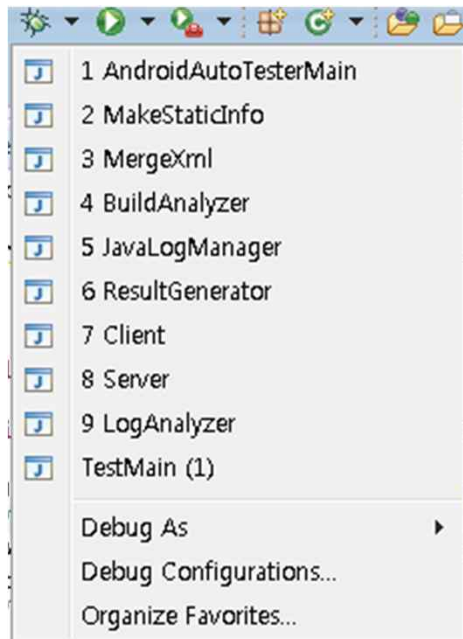 1 AndroidAutoTesterMain
2 MakeStaticInfo
3 MergeXml
4 BuildAnalyzer
5 JavaLogManager
6 ResultGenerator
7 Client
8 Server
9 LogAnalyzer
TestMain (1)
Debug As
Debug Configurations...
Organize Favorites...